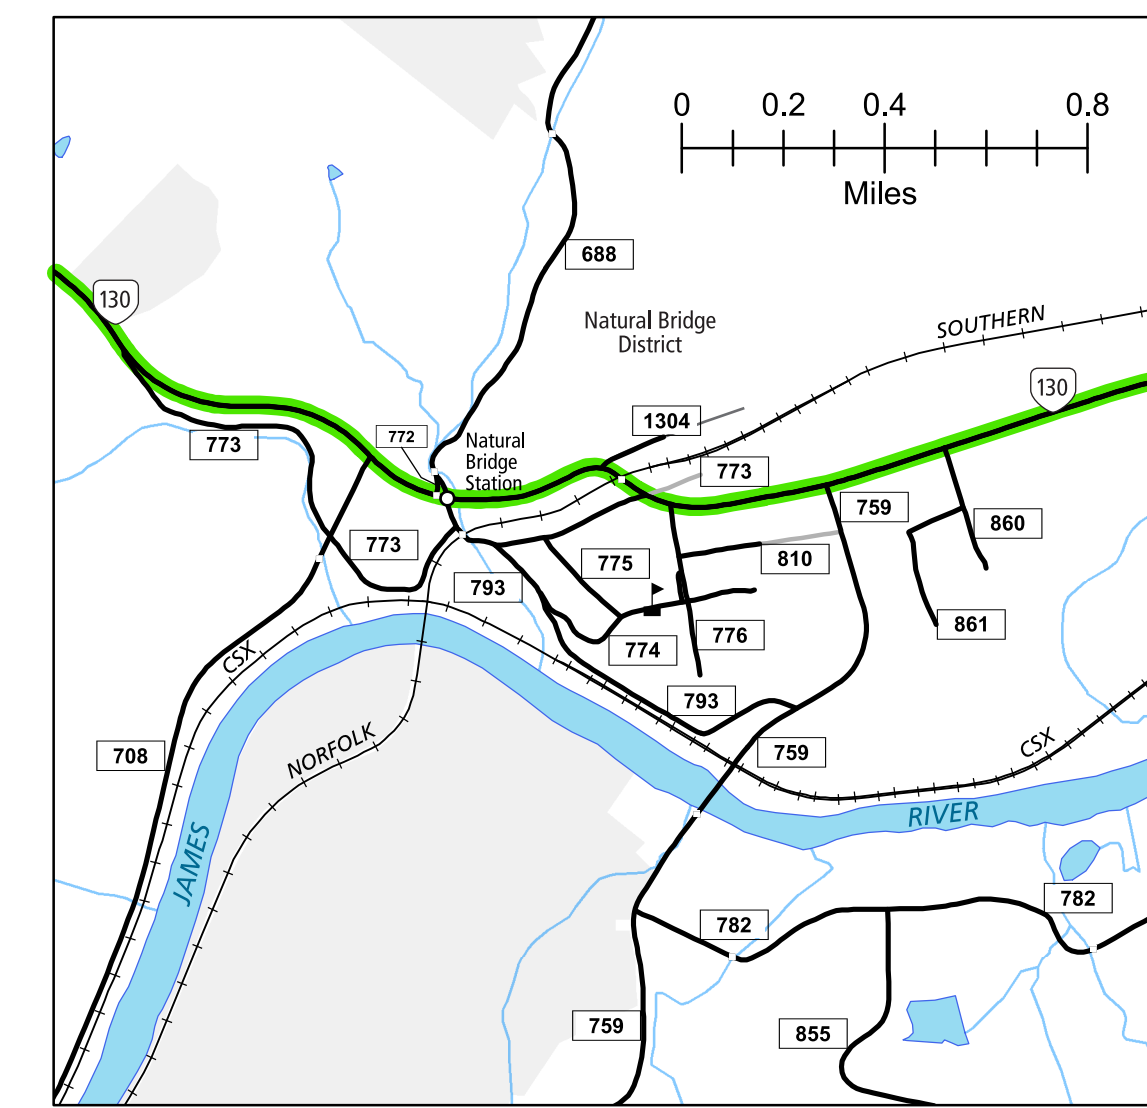 0 0.2 0.4 0.8
Miles
688
130
Natural Bridge
District
SOUTHERN
130
1304
772
773
Natural
Bridge
Station
773
759
860
773
775
810
793
861
776
774
CSX
793
708
NORFOLK
759
CSX
RIVER
JAMES
782
782
759
855